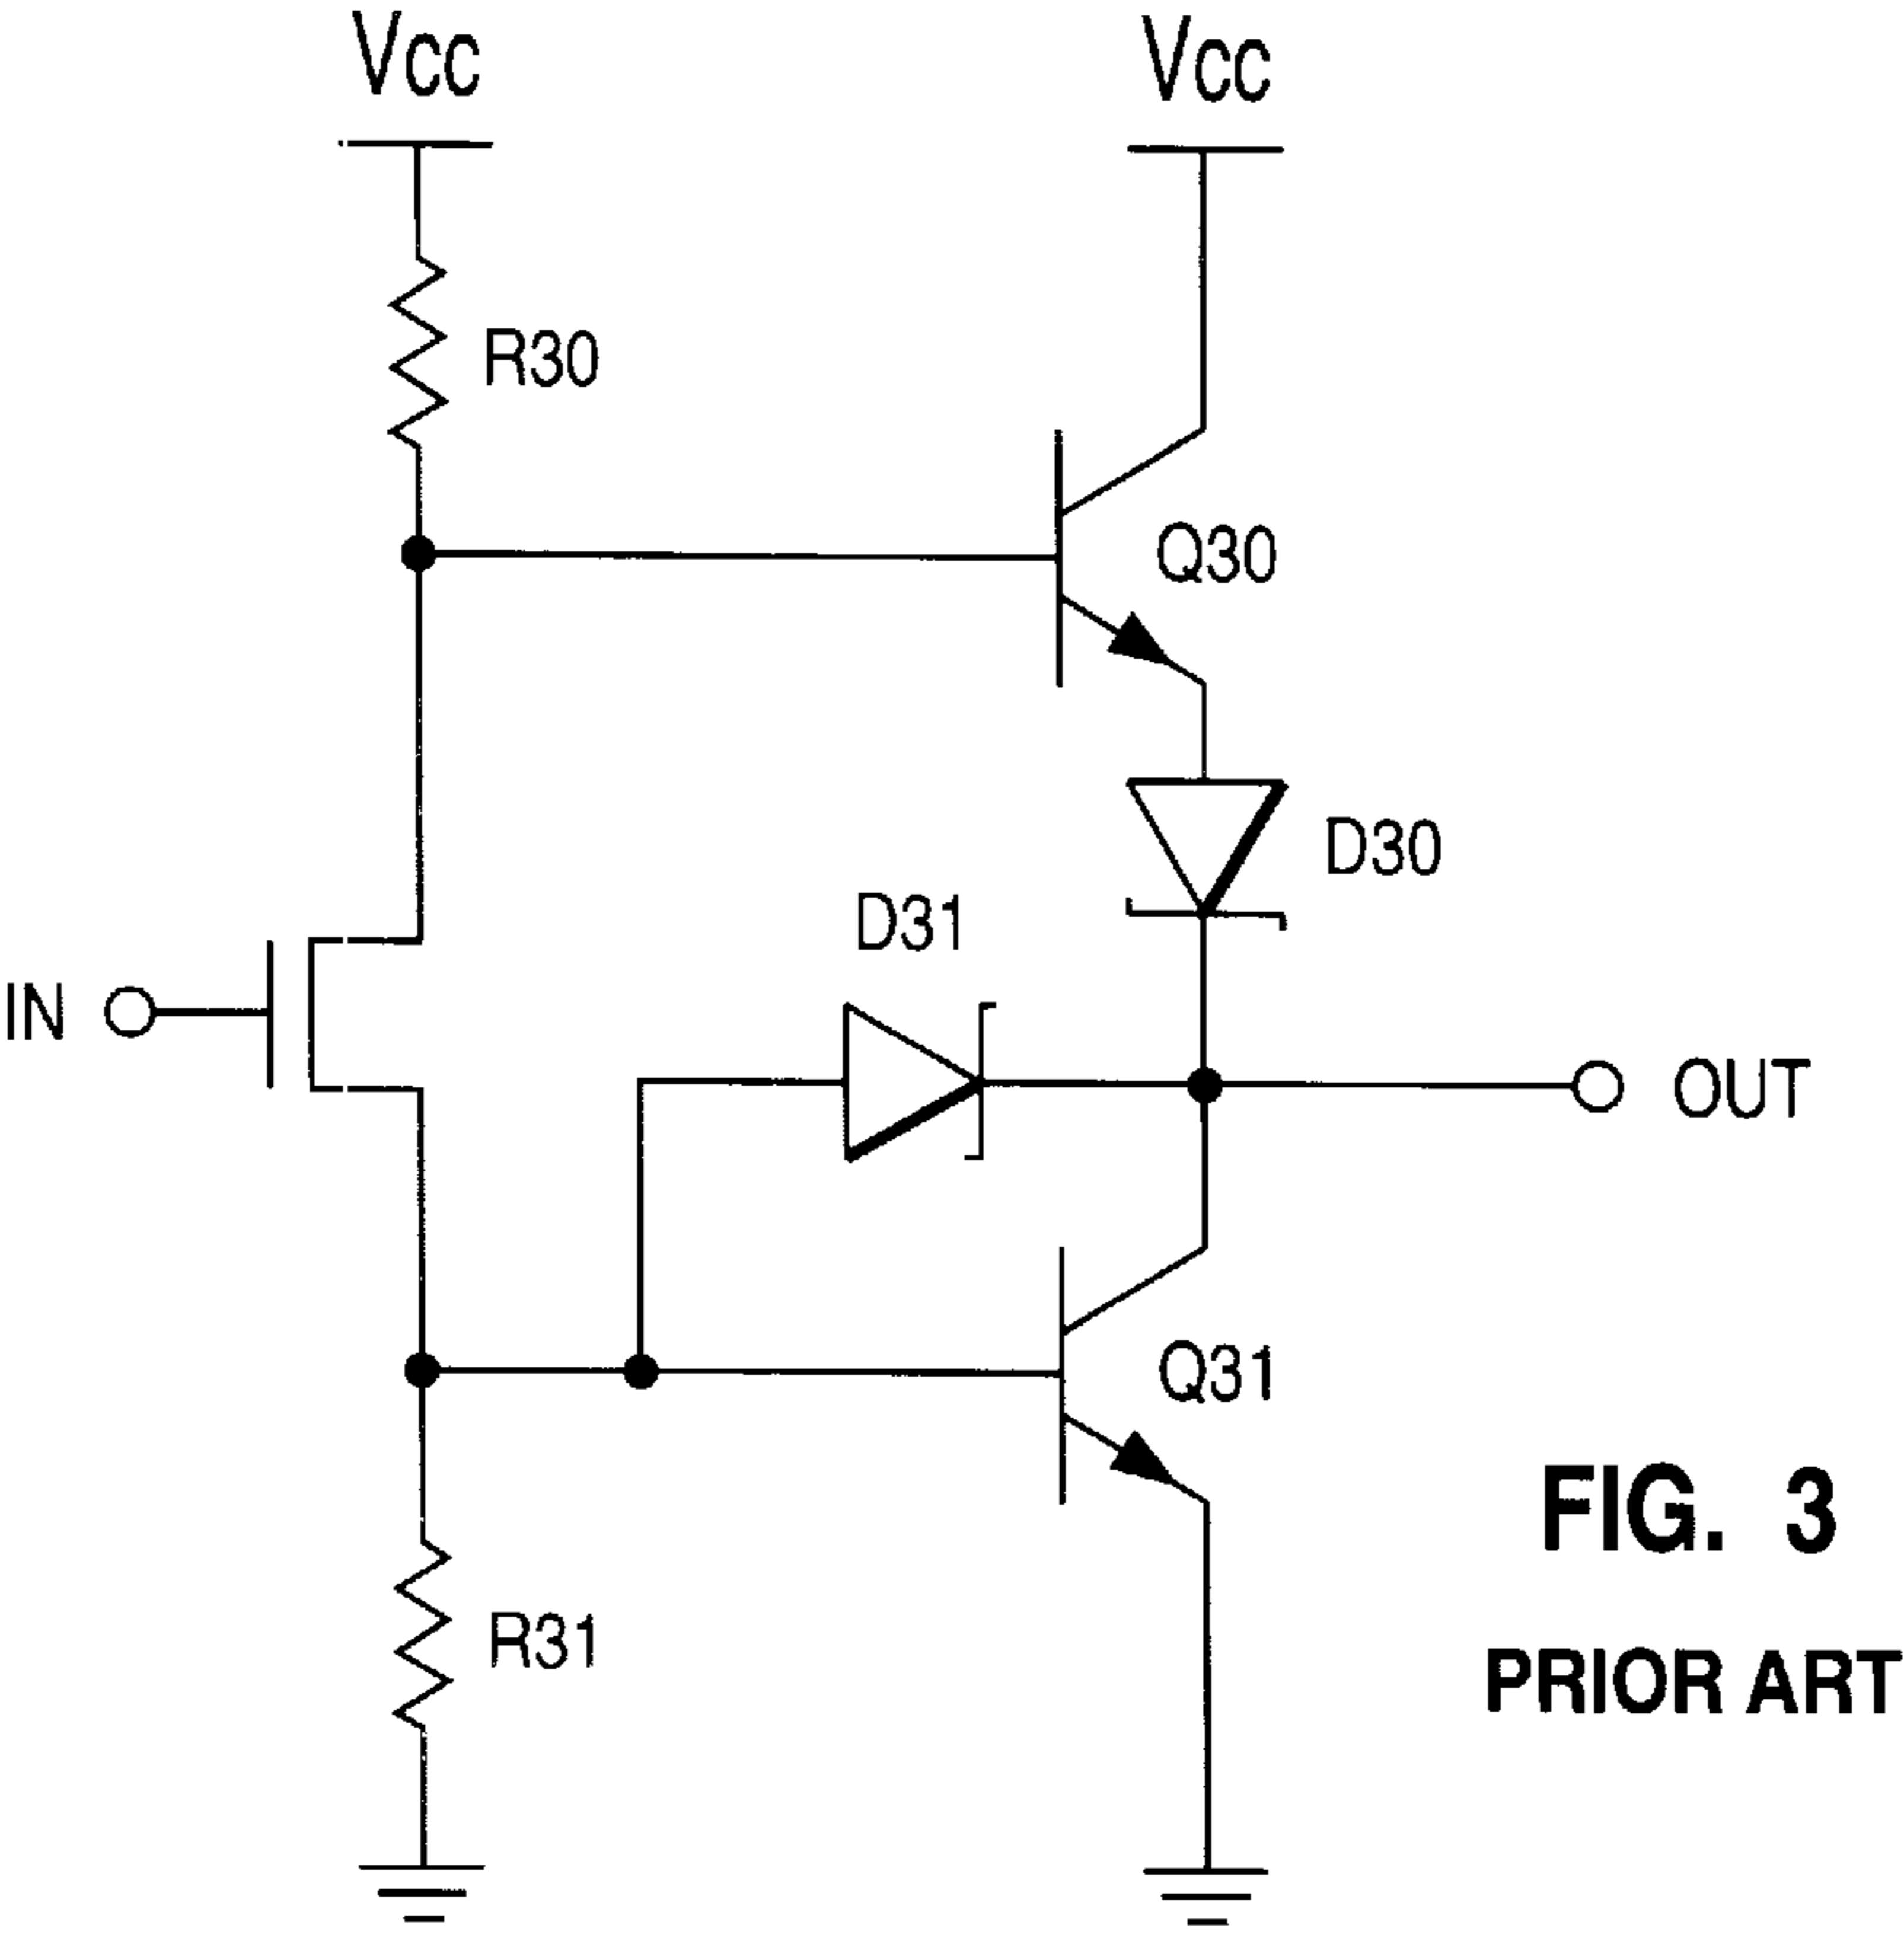 Vcc
Vcc
R30
Q30
D30
D31
IN
OUT
Q31
R31
FIG. 3
PRIOR ART